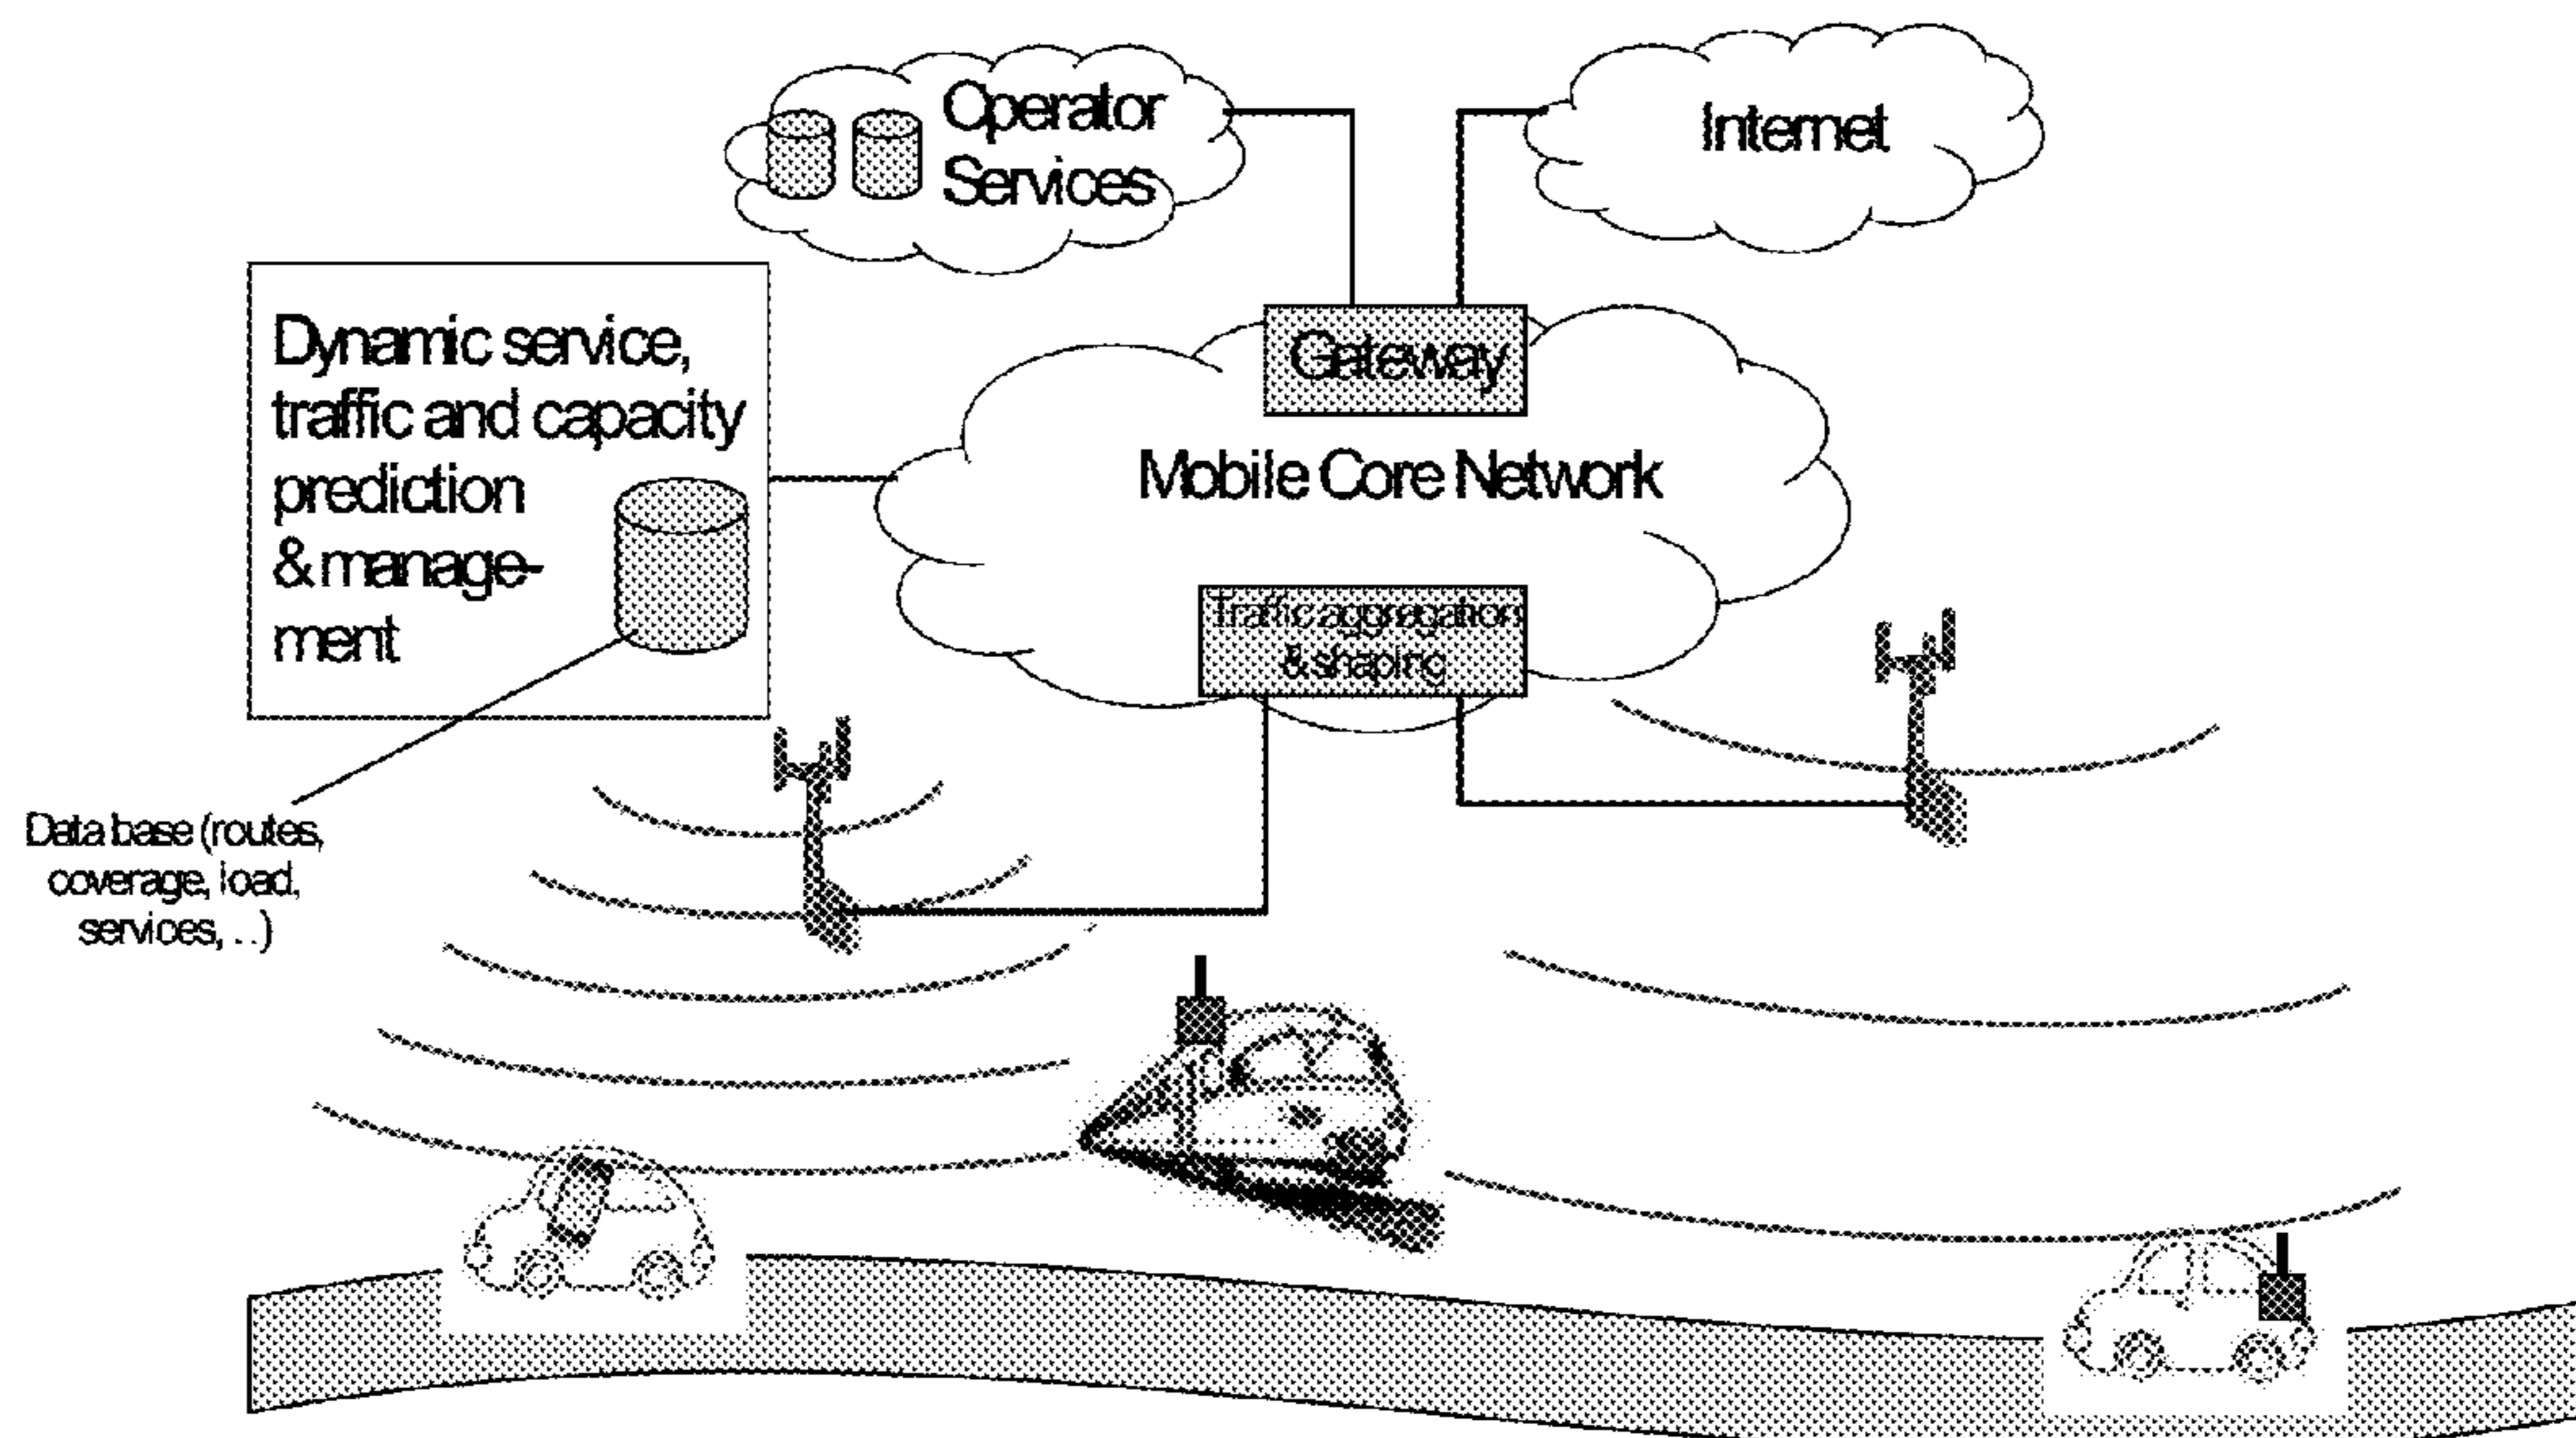 Operator
Services
Internet
Dynamic service,
traffic and capacity
prediction
& manage-
ment
Gateway
Mobile Core Network
Traffic aggregation
& shaping
Data base (routes,
coverage, load,
services, ...)